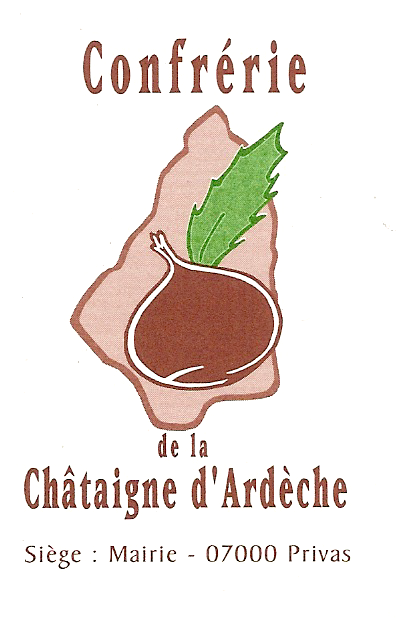 Confrérie
de la
Châtaigne d'Ardèche
Siège : Mairie - 07000 Privas